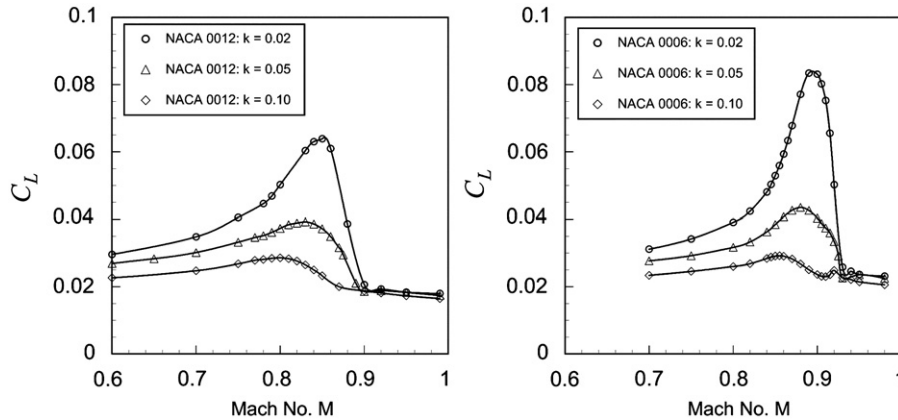 0.1
NACA 0012: k = 0.02
NACA 0012: k = 0.05
NACA 0012: k = 0.10
0.08
0.06
C_L
0.04
0.02
0
0.6
0.7
0.8
0.9
1
Mach No. M
0.1
NACA 0006: k = 0.02
NACA 0006: k = 0.05
NACA 0006: k = 0.10
0.08
0.06
C_L
0.04
0.02
0
0.6
0.7
0.8
0.9
1
Mach No. M